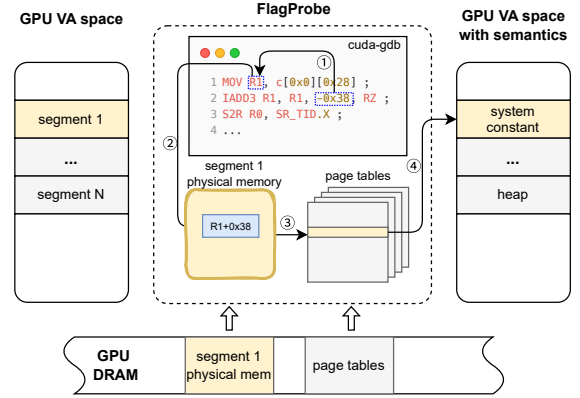 FlagProbe
GPU VA space
GPU VA space
with semantics
cuda-gdb
①
1 MOV R1, c[0x0][0x28] ;
2 IADD3 R1, R1, -0x38, RZ ;
3 S2R R0, SR_TID.X ;
4 ...
segment 1
...
segment N
②
④
system
constant
...
heap
segment 1
physical memory
page tables
R1+0x38
③
GPU
DRAM
segment 1
physical mem
page tables